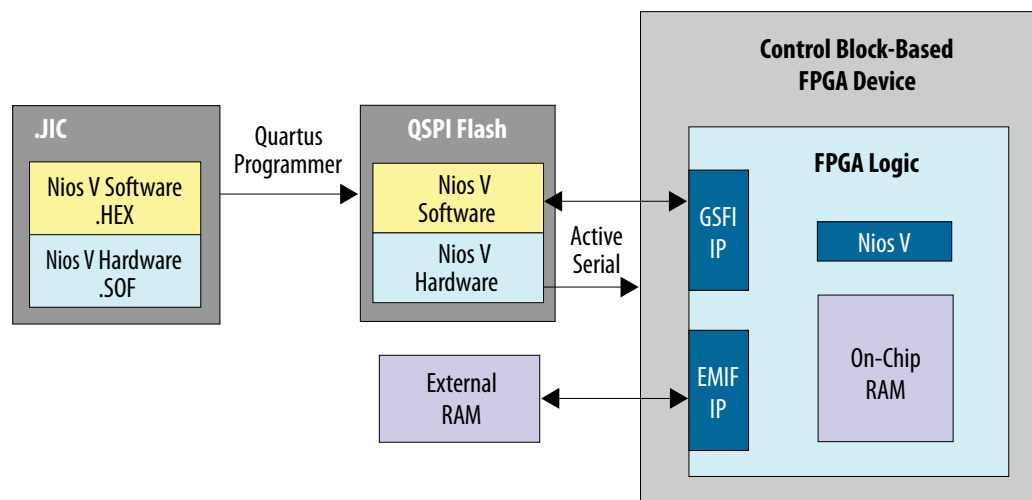 .JIC
Nios V Software
.HEX
Nios V Hardware
.SOF
Quartus
Programmer
QSPI Flash
Nios V
Software
Nios V
Hardware
Active
Serial
External
RAM
Control Block-Based
FPGA Device
FPGA Logic
GSFI
IP
Nios V
EMIF
IP
On-Chip
RAM